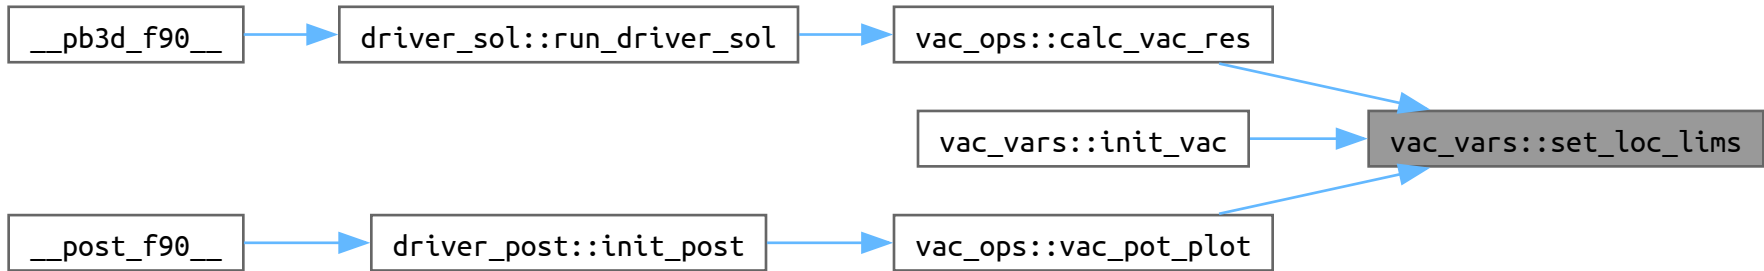 __pb3d_f90__
driver_sol::run_driver_sol
vac_ops::calc_vac_res
vac_vars::init_vac
vac_vars::set_loc_lims
__post_f90__
driver_post::init_post
vac_ops::vac_pot_plot